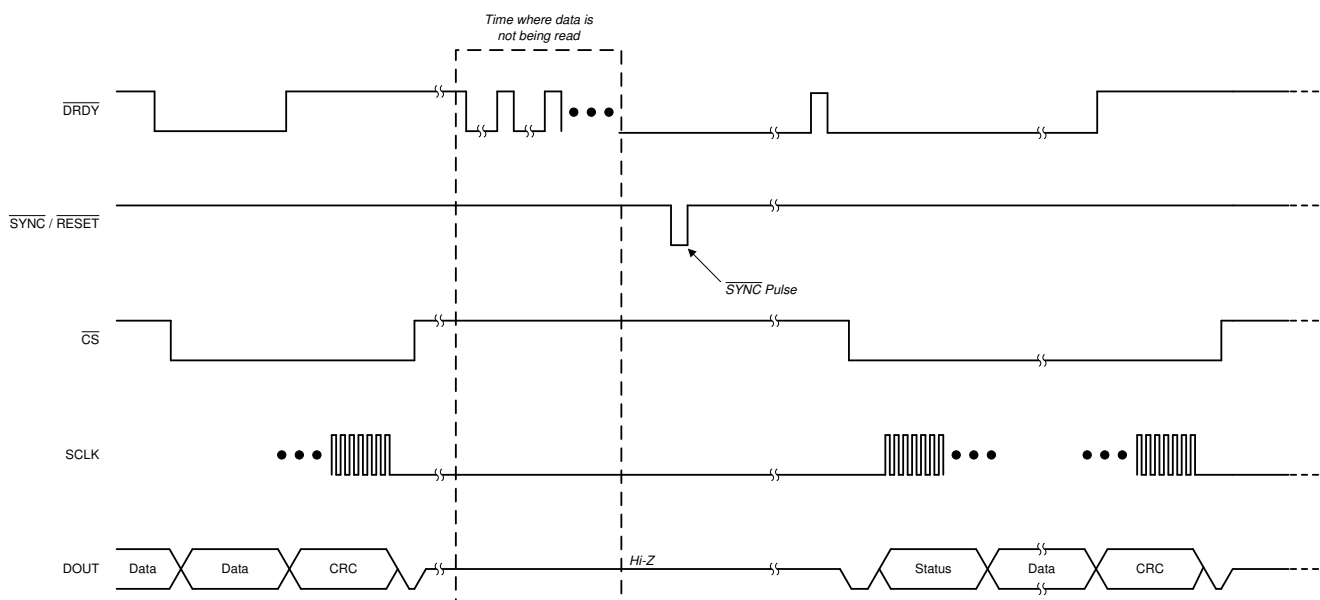 Time where data is
not being read
DRDY
SYNC / RESET
SYNC Pulse
CS
SCLK
Hi-Z
DOUT Data Data CRC Status Data CRC